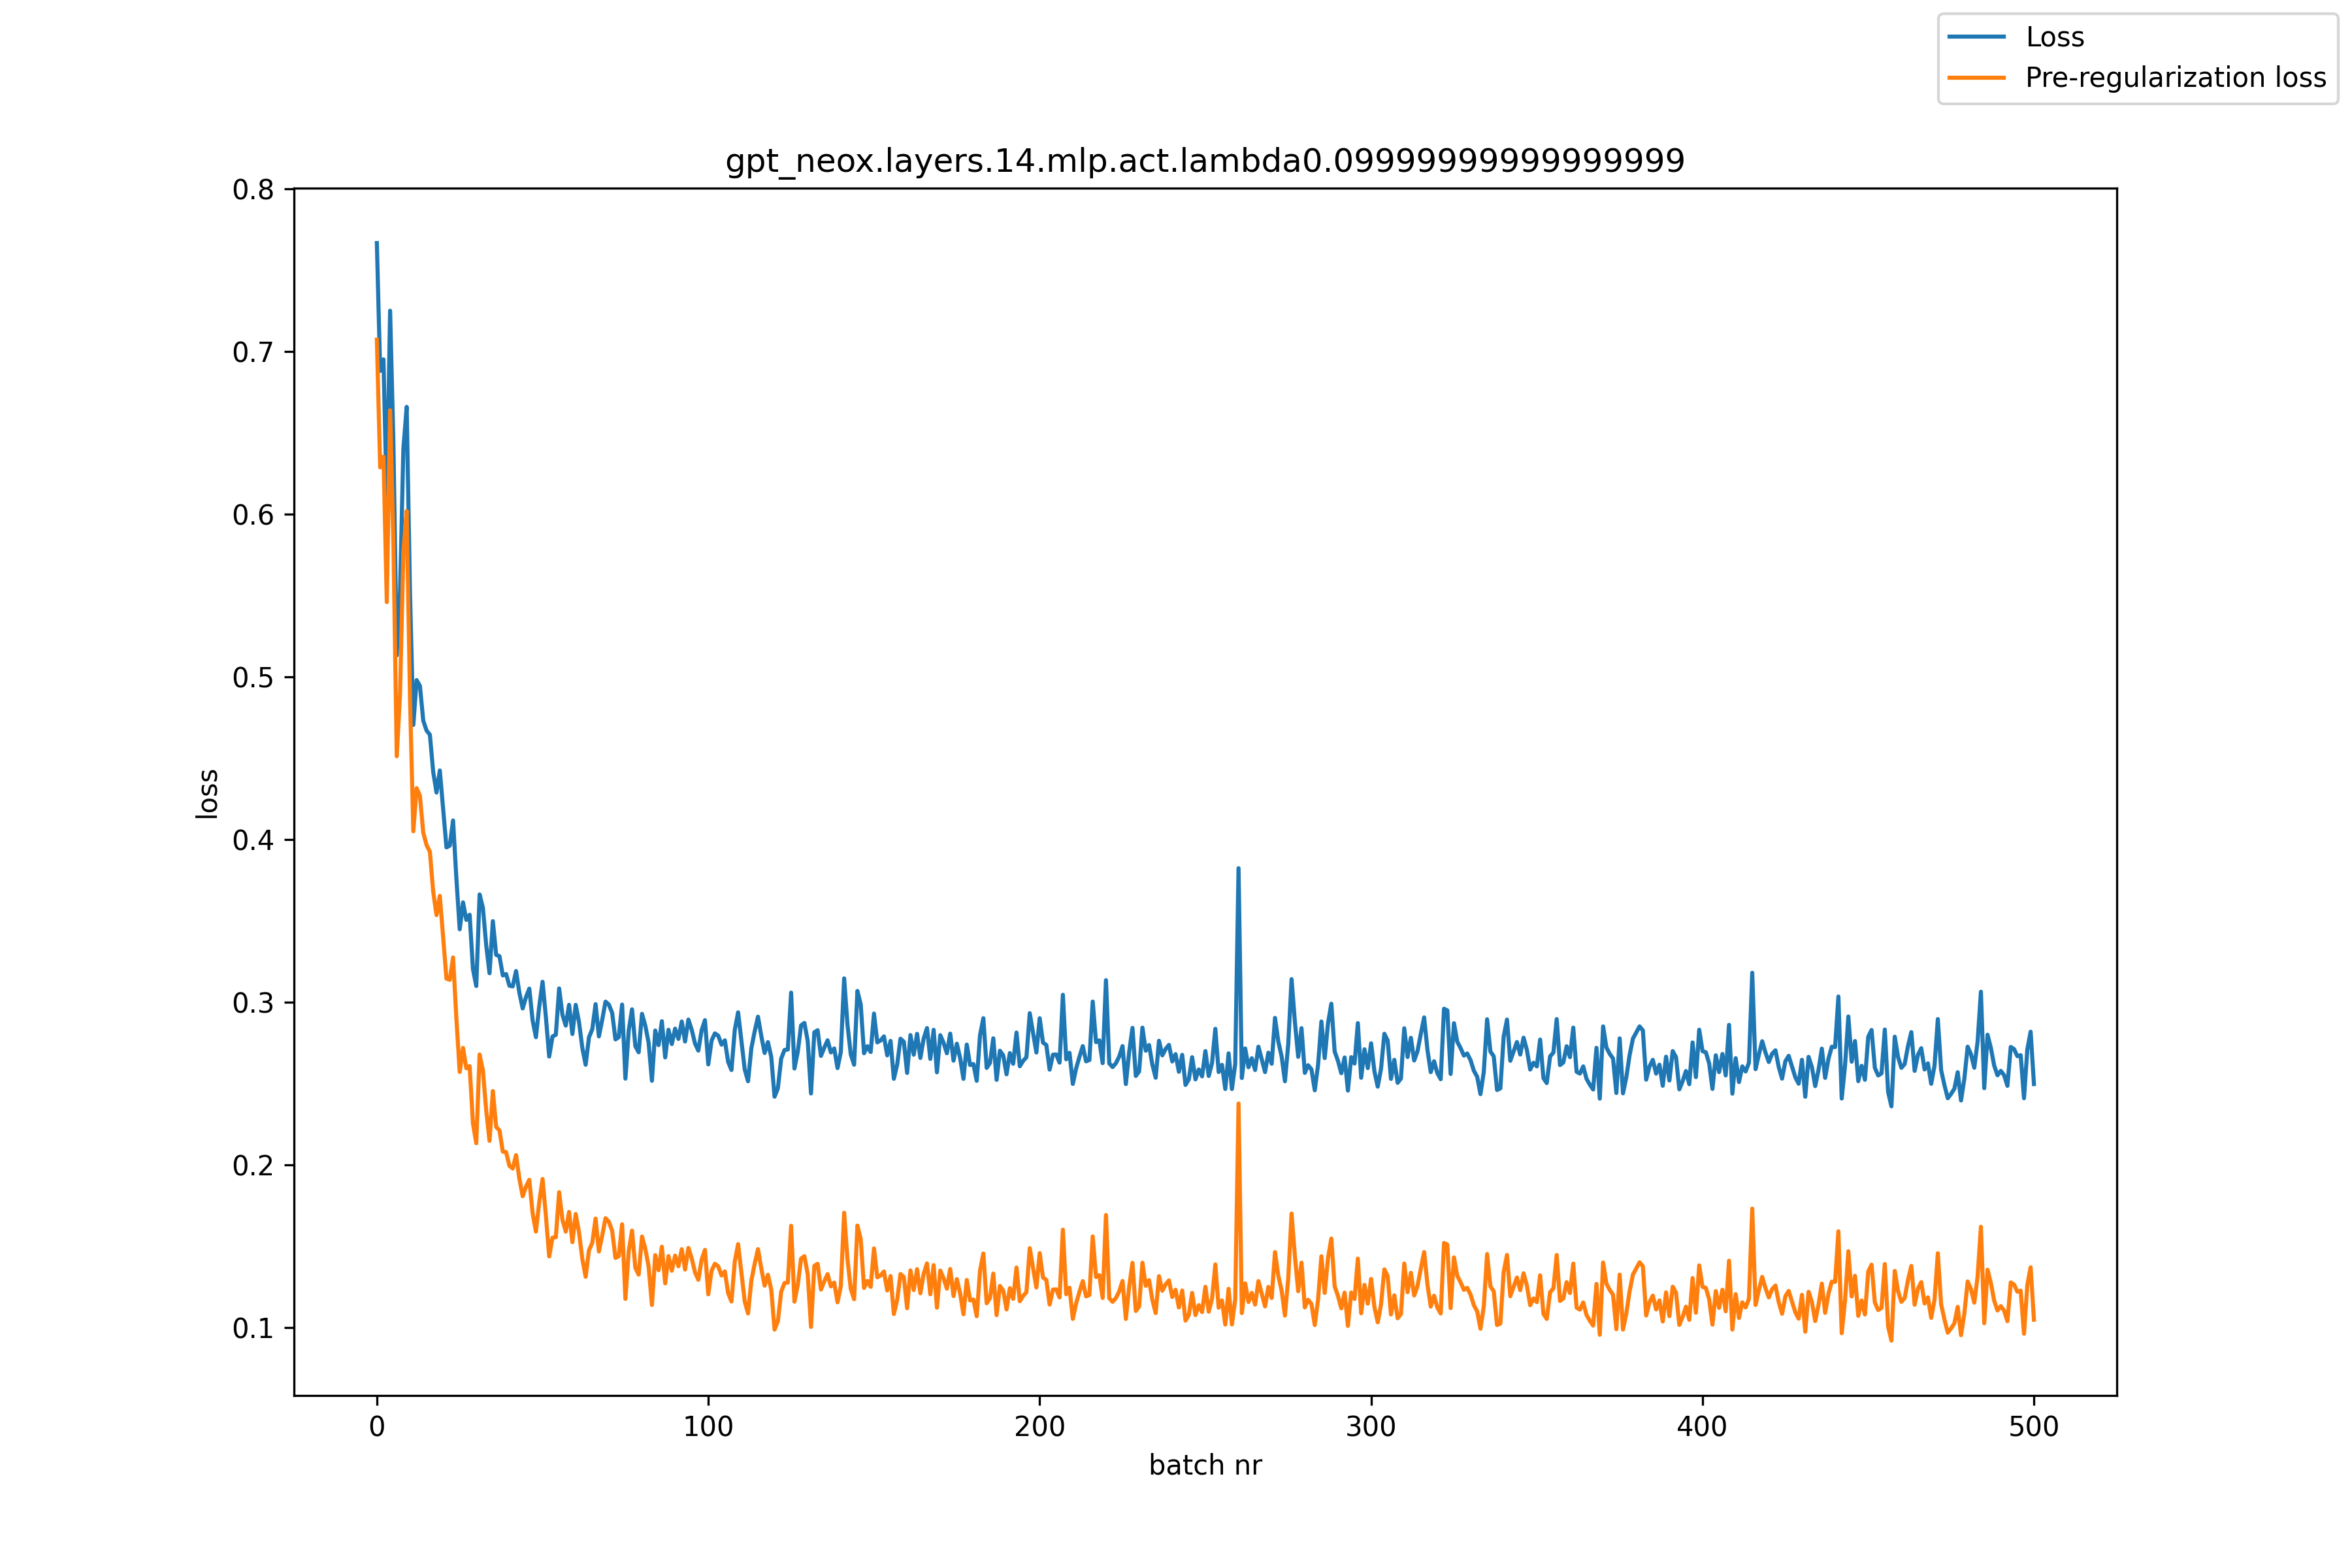 Loss
Pre-regularization loss
gpt_neox.layers.14.mlp.act.lambda0.09999999999999999
0.8
0.7
0.6
0.5
0.4
0.3
0.2
0.1
loss
0 100 200 300 400 500
batch nr